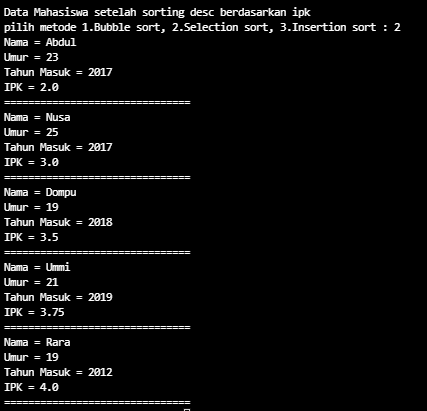 Data Mahasiswa setelah sorting desc berdasarkan ipk
pilih metode 1.Bubble sort, 2.Selection sort, 3.Insertion sort : 2
Nama = Abdul
Umur = 23
Tahun Masuk = 2017
IPK = 2.0
===============================
Nama = Nusa
Umur = 25
Tahun Masuk = 2017
IPK = 3.0
===============================
Nama = Dompu
Umur = 19
Tahun Masuk = 2018
IPK = 3.5
===============================
Nama = Ummi
Umur = 21
Tahun Masuk = 2019
IPK = 3.75
===============================
Nama = Rara
Umur = 19
Tahun Masuk = 2012
IPK = 4.0
===============================